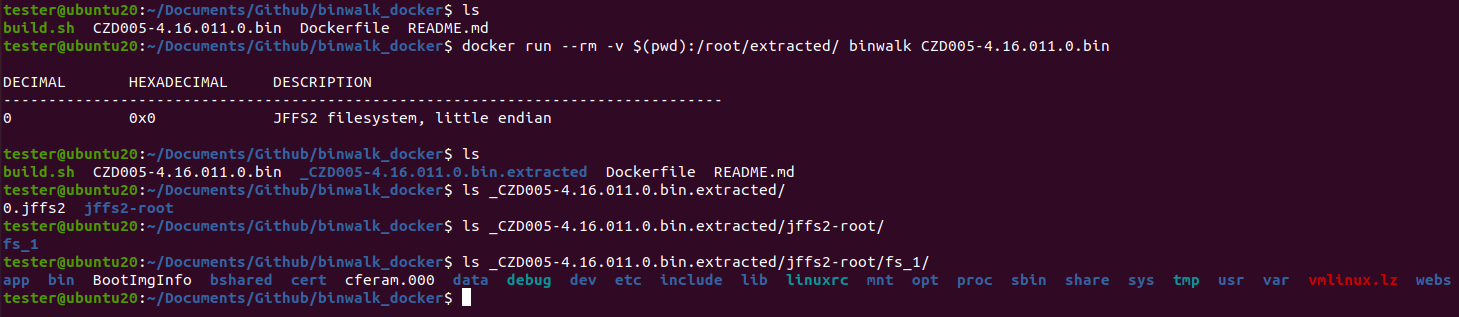 tester@ubuntu20:~/Documents/Github/binwalk_docker$ ls
build.sh  CZD005-4.16.011.0.bin  Dockerfile  README.md
tester@ubuntu20:~/Documents/Github/binwalk_docker$ docker run --rm -v $(pwd):/root/extracted/ binwalk CZD005-4.16.011.0.bin
DECIMAL       HEXADECIMAL     DESCRIPTION
--------------------------------------------------------------------------------
0             0x0             JFFS2 filesystem, little endian
tester@ubuntu20:~/Documents/Github/binwalk_docker$ ls
build.sh  CZD005-4.16.011.0.bin  _CZD005-4.16.011.0.bin.extracted  Dockerfile  README.md
tester@ubuntu20:~/Documents/Github/binwalk_docker$ ls _CZD005-4.16.011.0.bin.extracted/
0.jffs2  jffs2-root
tester@ubuntu20:~/Documents/Github/binwalk_docker$ ls _CZD005-4.16.011.0.bin.extracted/jffs2-root/
fs_1
tester@ubuntu20:~/Documents/Github/binwalk_docker$ ls _CZD005-4.16.011.0.bin.extracted/jffs2-root/fs_1/
app  bin  BootImgInfo  bshared  cert  cferam.000  data  debug  dev  etc  include  lib  linuxrc  mnt  opt  proc  sbin  share  sys  tmp  usr  var  vmlinux.lz  webs
tester@ubuntu20:~/Documents/Github/binwalk_docker$